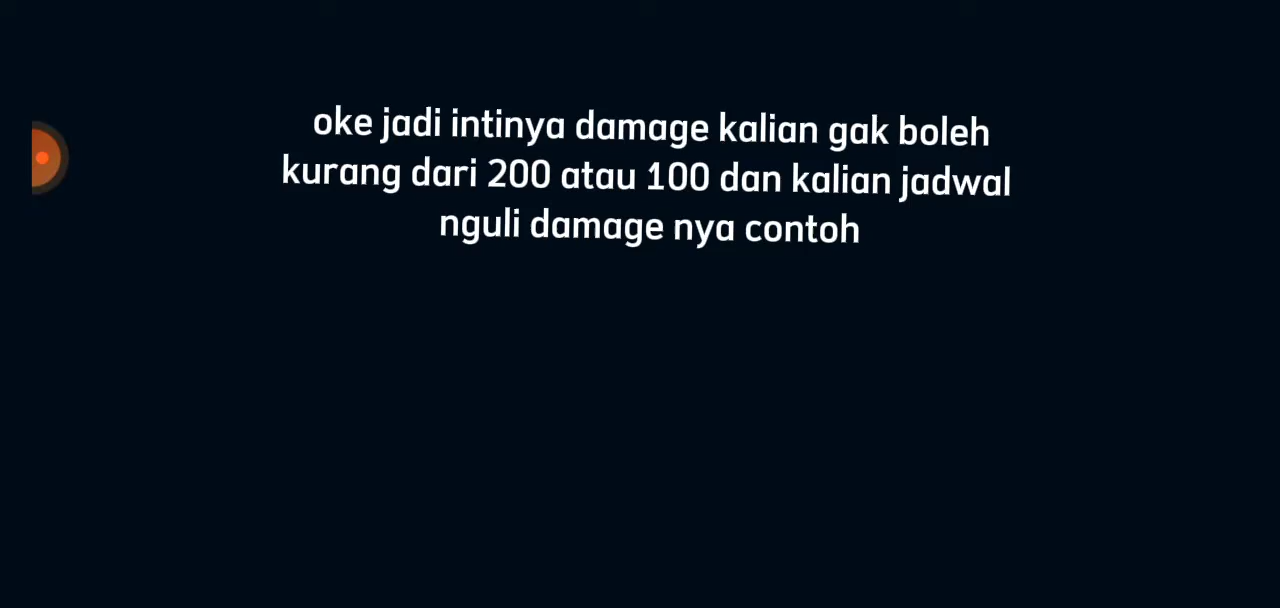 oke jadi intinya damage kalian gak boleh
kurang dari 200 atau 100 dan kalian jadwal
nguli damage nya contoh